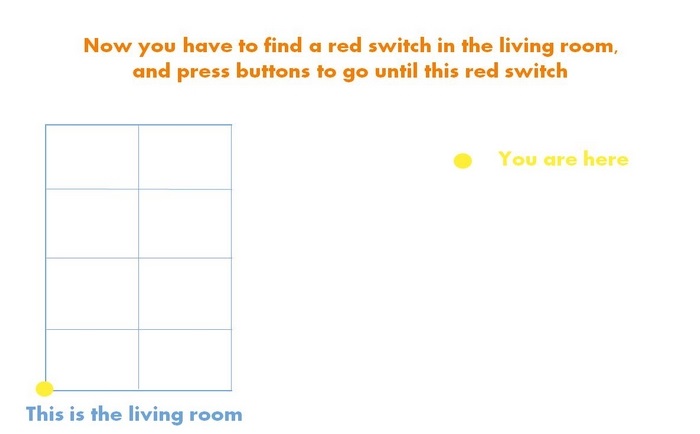 Now you have to find a red switch in the living room,
and press buttons to go until this red switch
You are here
This is the living room